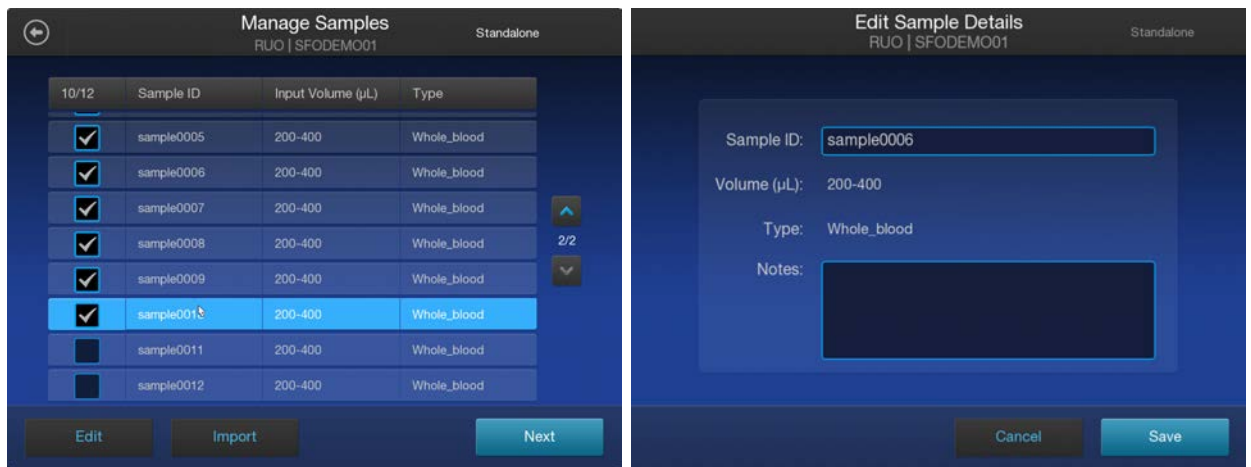 Manage Samples
RUO | SFODEMO01
Standalone
10/12 Sample ID Input Volume (µL) Type
sample0005 200-400 Whole_blood
sample0006 200-400 Whole_blood
sample0007 200-400 Whole_blood
sample0008 200-400 Whole_blood
2/2
sample0009 200-400 Whole_blood
sample0010 200-400 Whole_blood
sample0011 200-400 Whole_blood
sample0012 200-400 Whole_blood
Edit Import Next
Edit Sample Details
RUO | SFODEMO01
Standalone
Sample ID: sample0006
Volume (µL): 200-400
Type: Whole_blood
Notes:
Cancel Save